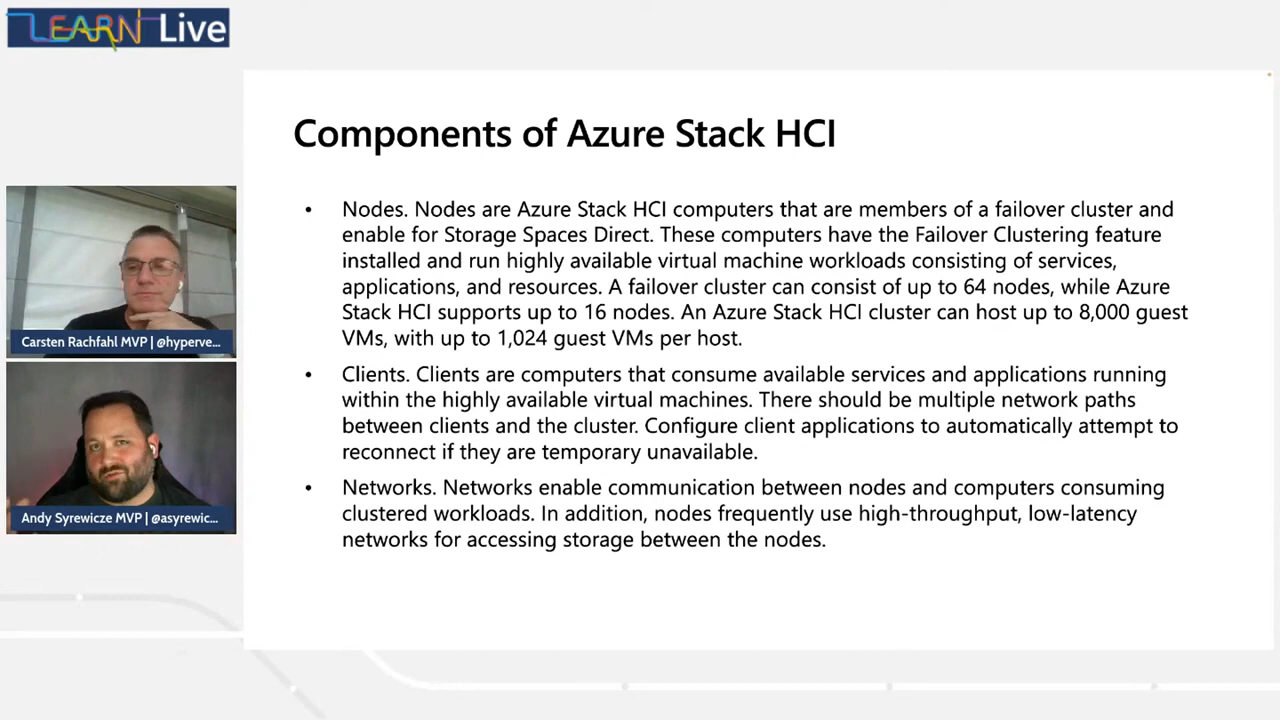 LEARN Live
Components of Azure Stack HCI
• Nodes. Nodes are Azure Stack HCI computers that are members of a failover cluster and
enable for Storage Spaces Direct. These computers have the Failover Clustering feature
installed and run highly available virtual machine workloads consisting of services,
applications, and resources. A failover cluster can consist of up to 64 nodes, while Azure
Stack HCI supports up to 16 nodes. An Azure Stack HCI cluster can host up to 8,000 guest
VMs, with up to 1,024 guest VMs per host.
• Clients. Clients are computers that consume available services and applications running
within the highly available virtual machines. There should be multiple network paths
between clients and the cluster. Configure client applications to automatically attempt to
reconnect if they are temporary unavailable.
• Networks. Networks enable communication between nodes and computers consuming
clustered workloads. In addition, nodes frequently use high-throughput, low-latency
networks for accessing storage between the nodes.
Carsten Rachfahl MVP | @hyperve...
Andy Syrewicze MVP | @asyrewic...